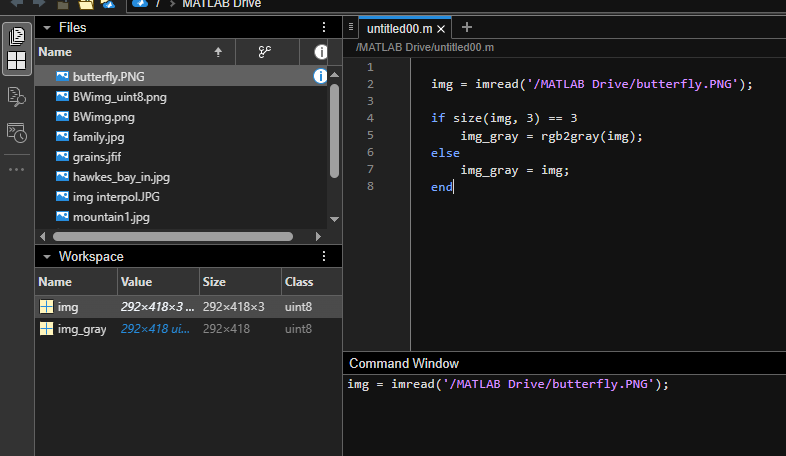 / > MATLAB Drive
Files
Name
butterfly.PNG
BWimg_uint8.png
BWimg.png
family.jpg
grains.jfif
hawkes_bay_in.jpg
img interpol.JPG
mountain1.jpg
Workspace
Name Value Size Class
img 292×418×3 ... 292×418×3 uint8
img_gray 292×418 ui... 292×418 uint8
untitled00.m ×
/MATLAB Drive/untitled00.m
1
2 img = imread('/MATLAB Drive/butterfly.PNG');
3
4 if size(img, 3) == 3
5 img_gray = rgb2gray(img);
6 else
7 img_gray = img;
8 end
Command Window
img = imread('/MATLAB Drive/butterfly.PNG');